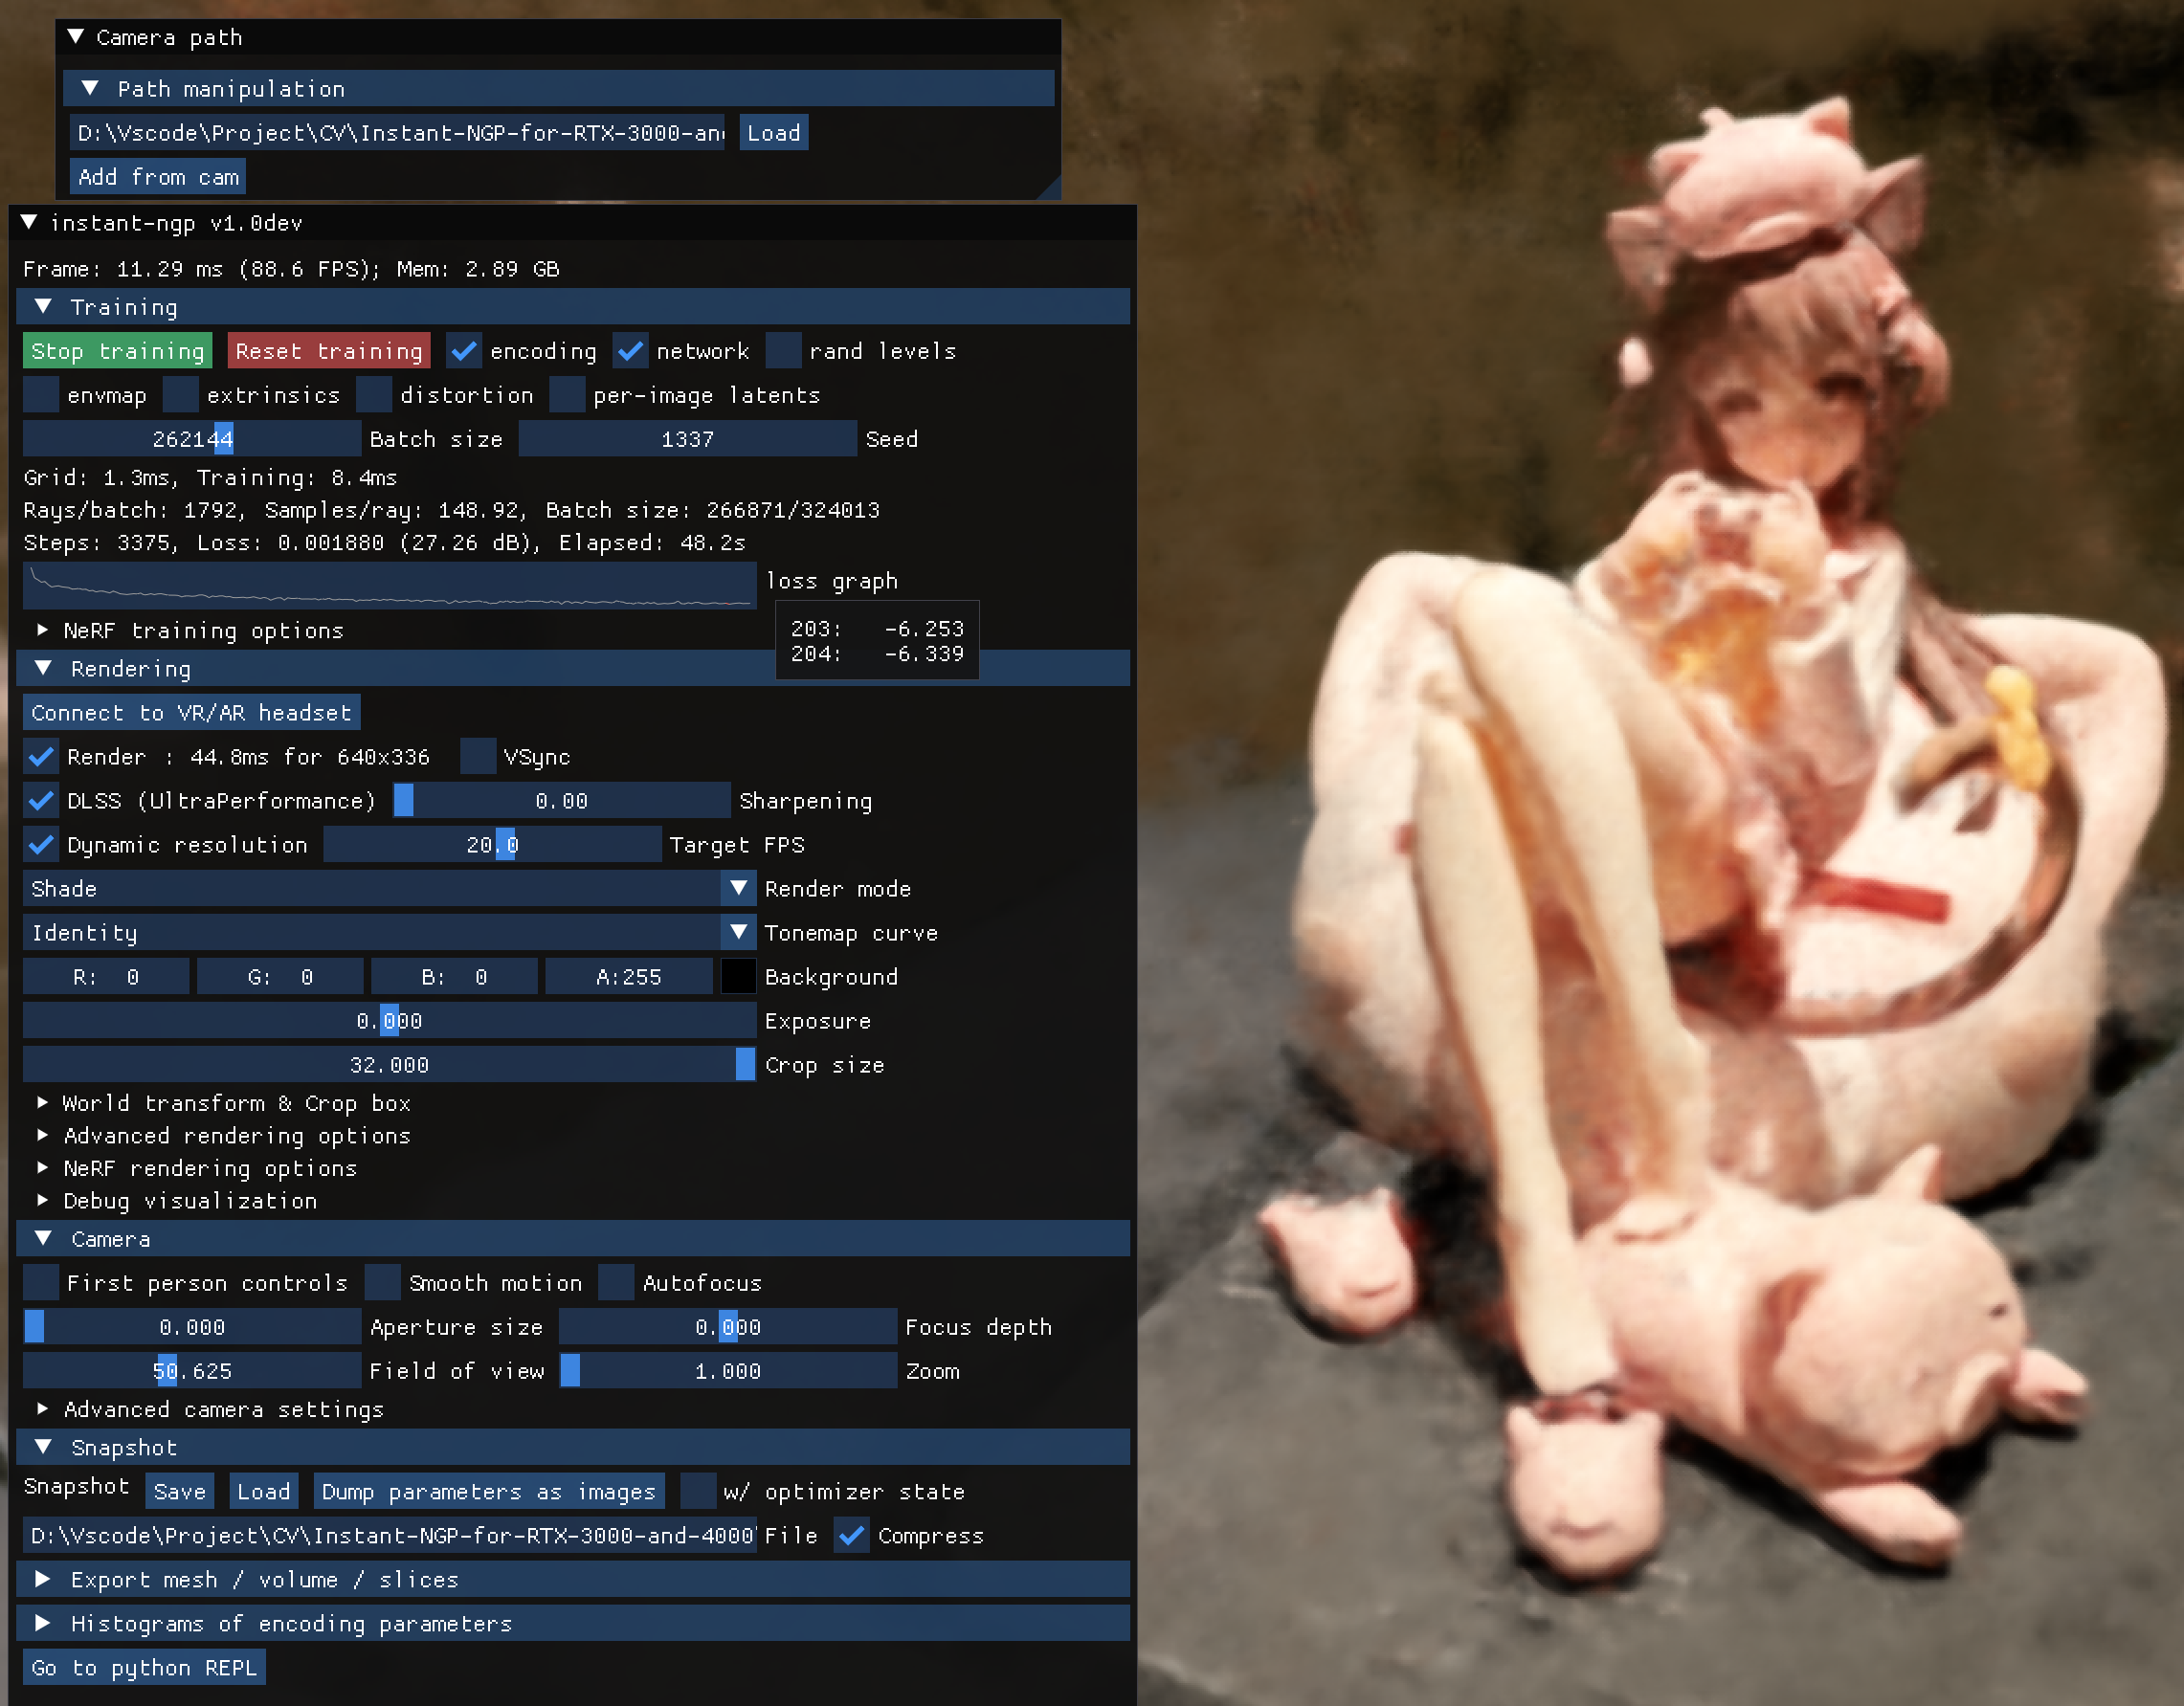 Camera path
Path manipulation
D:\Vscode\Project\CV\Instant-NGP-for-RTX-3000-an Load
Add from cam
instant-ngp v1.0dev
Frame: 11.29 ms (88.6 FPS); Mem: 2.89 GB
Training
Stop training Reset training encoding network rand levels
envmap extrinsics distortion per-image latents
262144 Batch size 1337 Seed
Grid: 1.3ms, Training: 8.4ms
Rays/batch: 1792, Samples/ray: 148.92, Batch size: 266871/324013
Steps: 3375, Loss: 0.001880 (27.26 dB), Elapsed: 48.2s
loss graph
203: -6.253
204: -6.339
NeRF training options
Rendering
Connect to VR/AR headset
Render : 44.8ms for 640x336 VSync
DLSS (UltraPerformance) 0.00 Sharpening
Dynamic resolution 20.0 Target FPS
Shade Render mode
Identity Tonemap curve
R: 0 G: 0 B: 0 A:255 Background
0.000 Exposure
32.000 Crop size
World transform & Crop box
Advanced rendering options
NeRF rendering options
Debug visualization
Camera
First person controls Smooth motion Autofocus
0.000 Aperture size 0.000 Focus depth
50.625 Field of view 1.000 Zoom
Advanced camera settings
Snapshot
Snapshot Save Load Dump parameters as images w/ optimizer state
D:\Vscode\Project\CV\Instant-NGP-for-RTX-3000-and-4000 File Compress
Export mesh / volume / slices
Histograms of encoding parameters
Go to python REPL